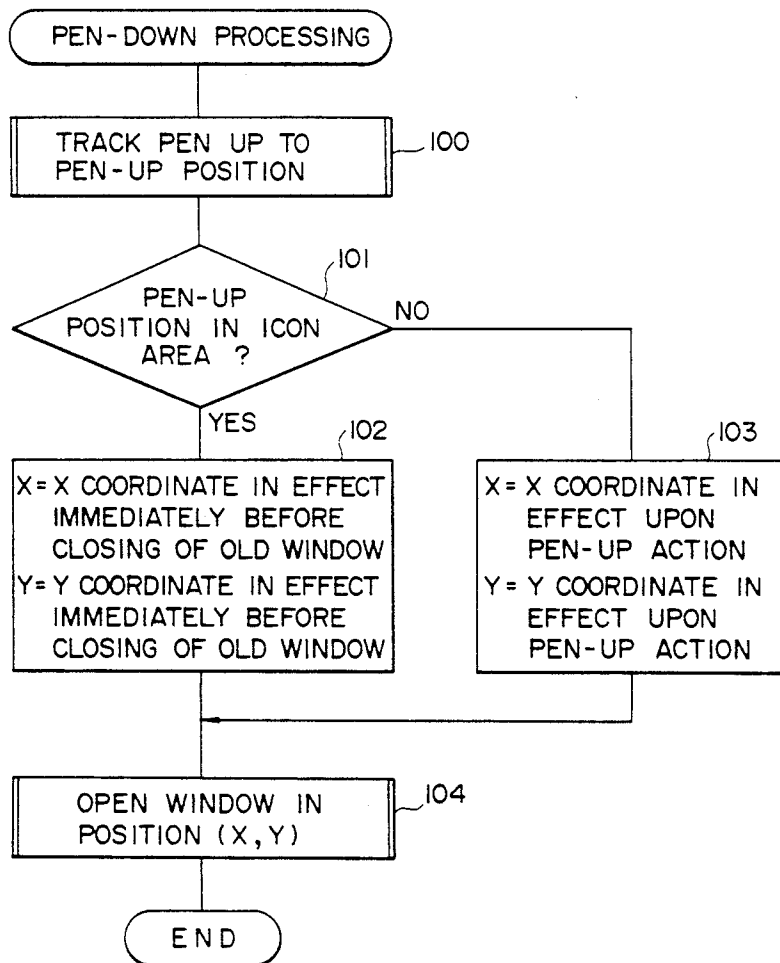 PEN-DOWN PROCESSING
TRACK PEN UP TO
PEN-UP POSITION
100
101
PEN-UP
POSITION IN ICON
AREA ?
NO
YES
102
X= X COORDINATE IN EFFECT
IMMEDIATELY BEFORE
CLOSING OF OLD WINDOW
Y= Y COORDINATE IN EFFECT
IMMEDIATELY BEFORE
CLOSING OF OLD WINDOW
103
X= X COORDINATE IN
EFFECT UPON
PEN-UP ACTION
Y= Y COORDINATE IN
EFFECT UPON
PEN-UP ACTION
OPEN WINDOW IN
POSITION (X,Y)
104
END